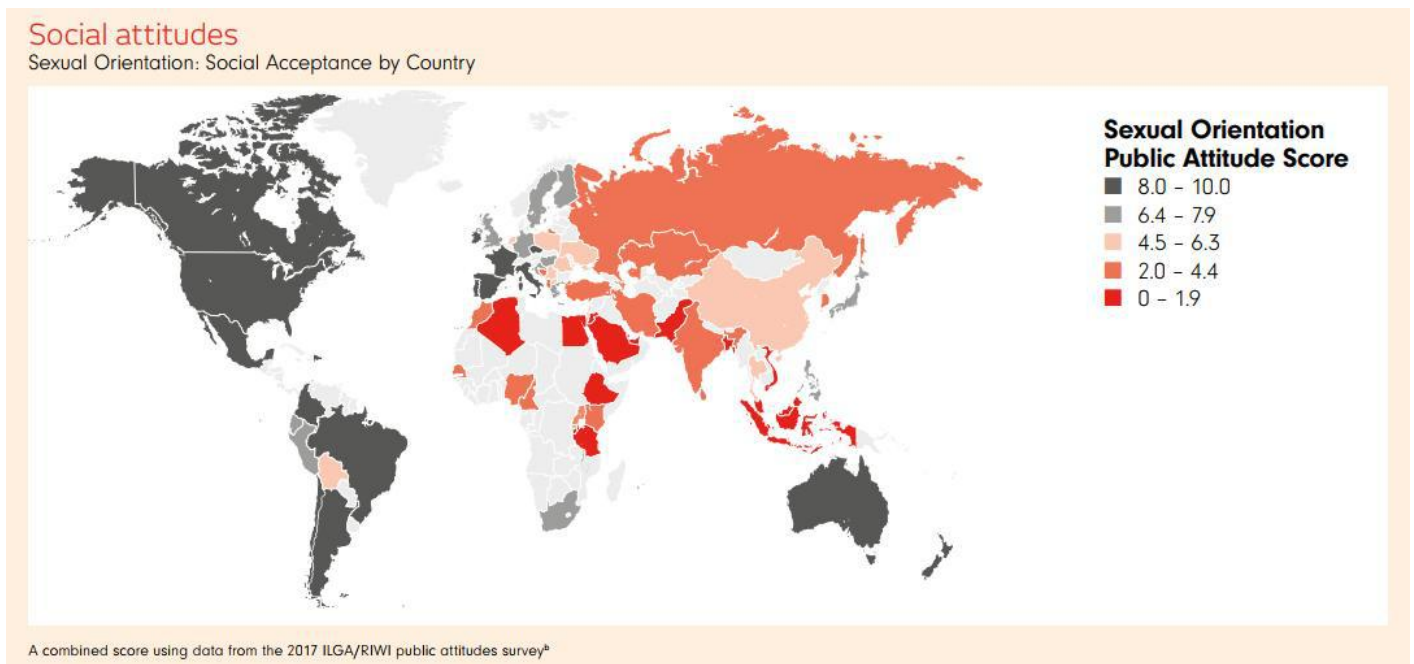 Social attitudes
Sexual Orientation: Social Acceptance by Country
Sexual Orientation
Public Attitude Score
8.0 – 10.0
6.4 – 7.9
4.5 – 6.3
2.0 – 4.4
0 – 1.9
A combined score using data from the 2017 ILGA/RIWI public attitudes surveyᵇ